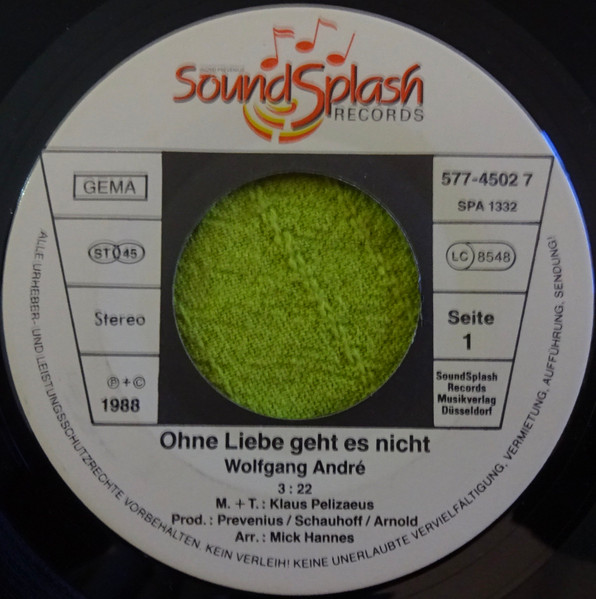 SoundSplash
RECORDS
GEMA
577-4502 7
SPA 1332
ST 45
LC 8548
Stereo
Seite
1
Ⓟ + ©
1988
SoundSplash
Records
Musikverlag
Düsseldorf
Ohne Liebe geht es nicht
Wolfgang André
3 : 22
M. + T.: Klaus Pelizaeus
Prod.: Prevenius / Schauhoff / Arnold
Arr.: Mick Hannes
ALLE URHEBER- UND LEISTUNGSSCHUTZRECHTE VORBEHALTEN. KEIN VERLEIH! KEINE UNERLAUBTE VERVIELFÄLTIGUNG, VERMIETUNG, AUFFÜHRUNG, SENDUNG!